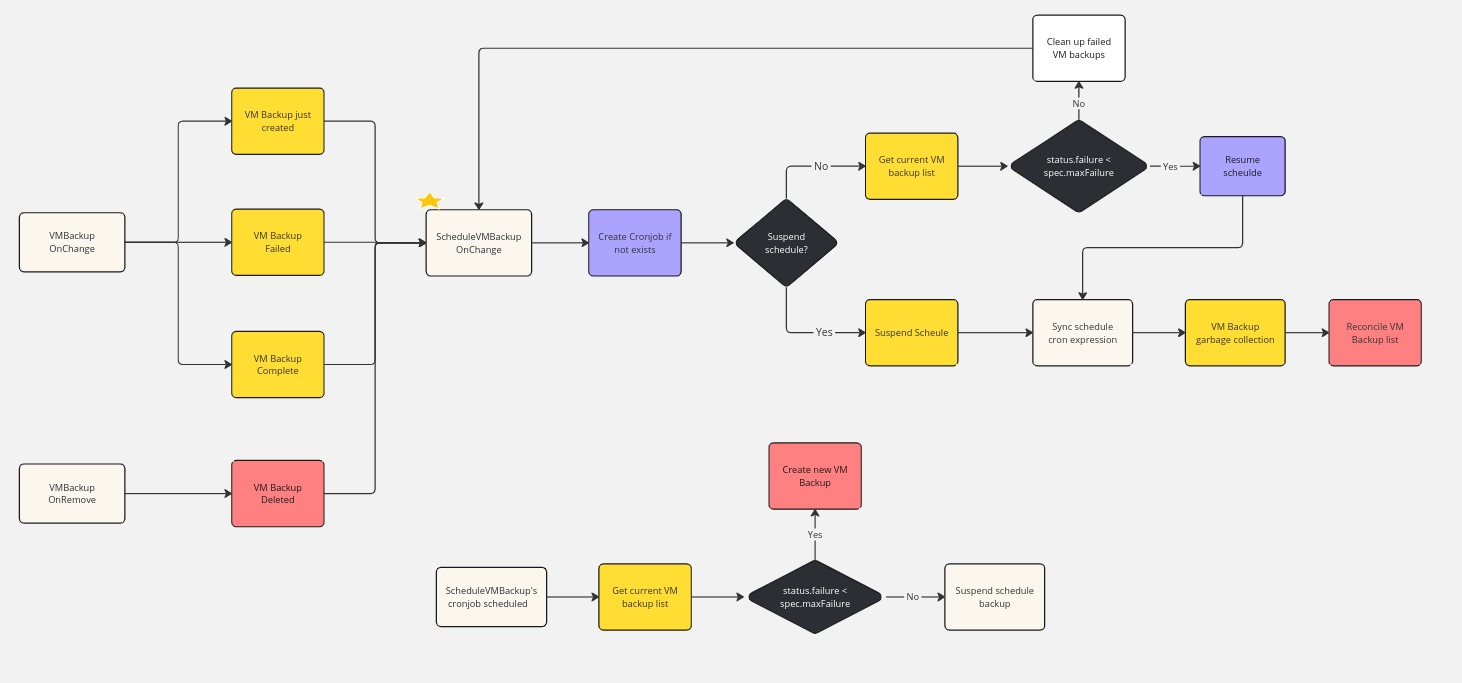 Clean up failed
VM backups
No
VM Backup just
created
Get current VM
backup list
No
status.failure <
spec.maxFailure
Yes
Resume
scheulde
VMBackup
OnChange
VM Backup
Failed
ScheduleVMBackup
OnChange
Create Cronjob if
not exists
Suspend
schedule?
Yes
Suspend Scheule
Sync schedule
cron expression
VM Backup
garbage collection
Reconcile VM
Backup list
VM Backup
Complete
VMBackup
OnRemove
VM Backup
Deleted
Create new VM
Backup
Yes
ScheduleVMBackup's
cronjob scheduled
Get current VM
backup list
status.failure <
spec.maxFailure
No
Suspend schedule
backup